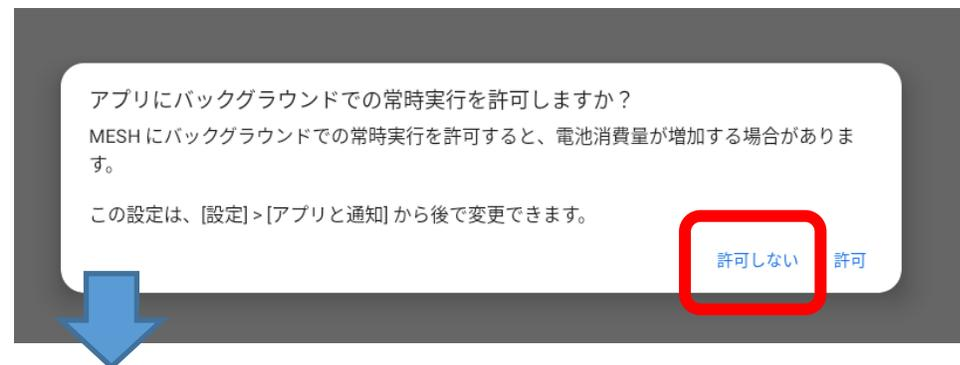 アプリにバックグラウンドでの常時実行を許可しますか？
MESH にバックグラウンドでの常時実行を許可すると、電池消費量が増加する場合がありま
す。
この設定は、[設定] > [アプリと通知] から後で変更できます。
許可しない 許可